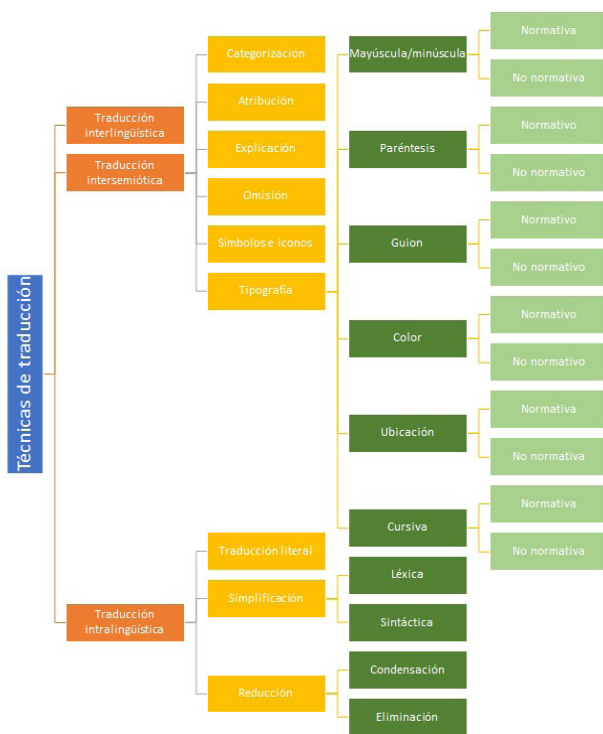 Técnicas de traducción
Traducción
interlingüística
Traducción
intersemiótica
Categorización
Atribución
Explicación
Omisión
Símbolos e iconos
Tipografía
Mayúscula/minúscula
Normativa
No normativa
Paréntesis
Normativo
No normativo
Guion
Normativo
No normativo
Color
Normativo
No normativo
Ubicación
Normativa
No normativa
Cursiva
Normativa
No normativa
Traducción
intralingüística
Traducción literal
Simplificación
Léxica
Sintáctica
Reducción
Condensación
Eliminación